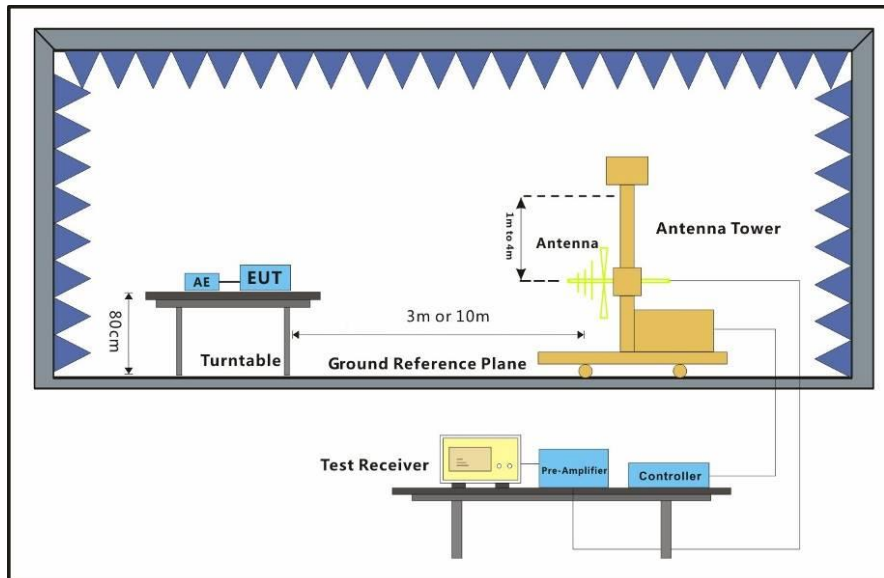 1m to 4m
Antenna
Antenna Tower
AE
EUT
80cm
3m or 10m
Turntable
Ground Reference Plane
Test Receiver
Pre-Amplifier
Controller